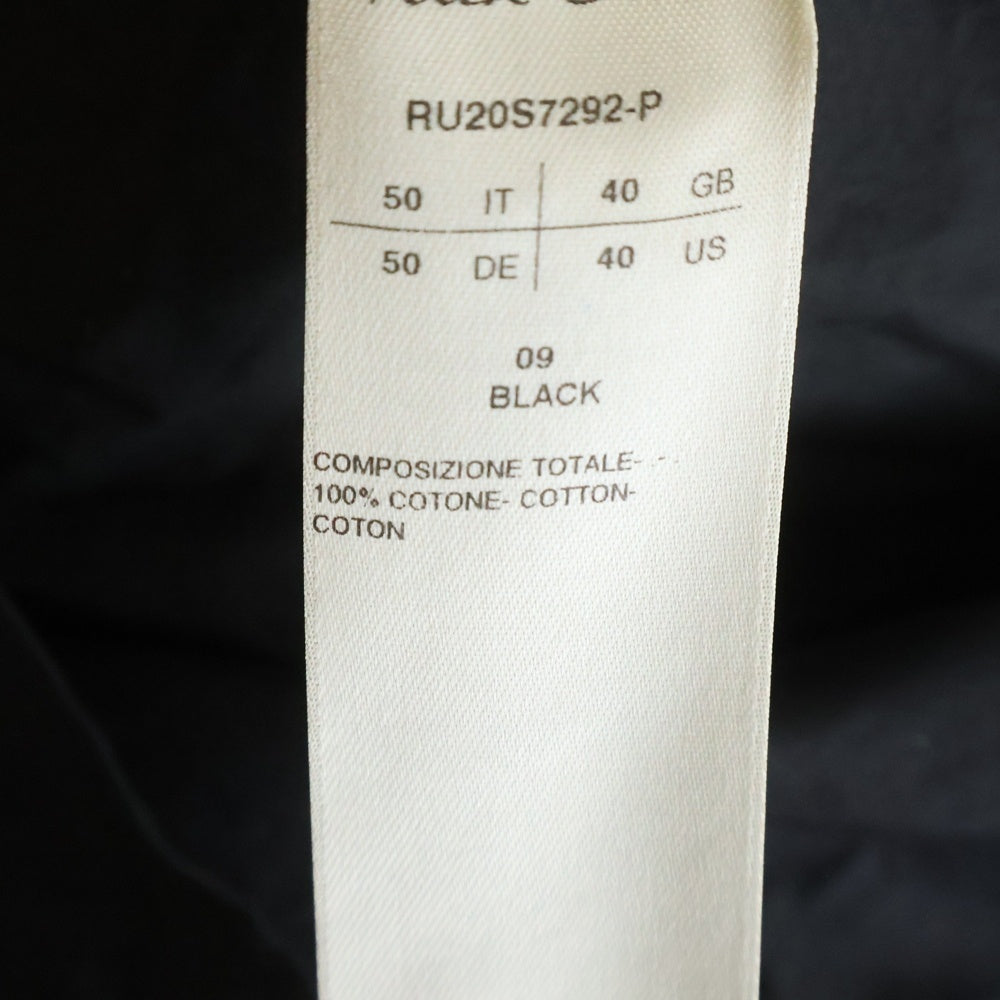 RU20S7292-P
50 IT 40 GB
50 DE 40 US
09
BLACK
COMPOSIZIONE TOTALE- -
100% COTONE- COTTON-
COTON